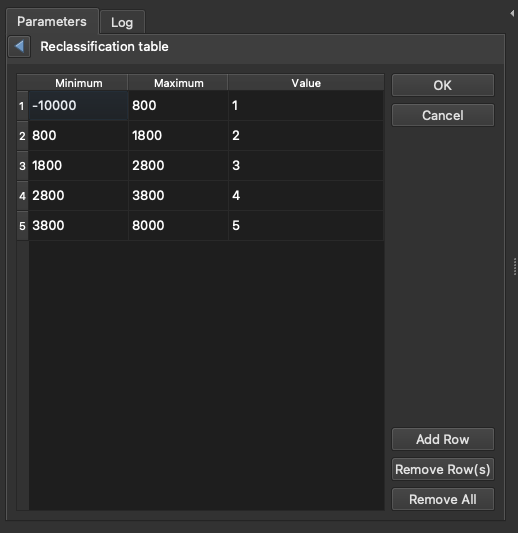 Parameters Log
Reclassification table
Minimum Maximum Value
1 -10000 800 1
2 800 1800 2
3 1800 2800 3
4 2800 3800 4
5 3800 8000 5
OK
Cancel
Add Row
Remove Row(s)
Remove All